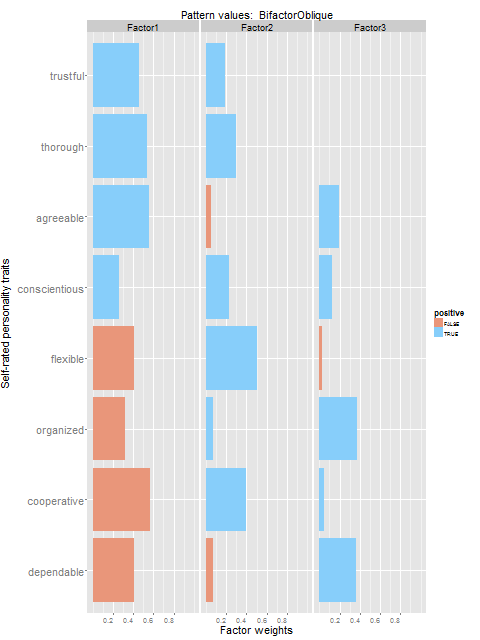 Pattern values: BifactorOblique
Factor1 Factor2 Factor3
trustful
thorough
agreeable
conscientious
flexible
organized
cooperative
dependable
Self-rated personality traits
0.2 0.4 0.6 0.8 0.2 0.4 0.6 0.8 0.2 0.4 0.6 0.8
Factor weights
positive
FALSE
TRUE